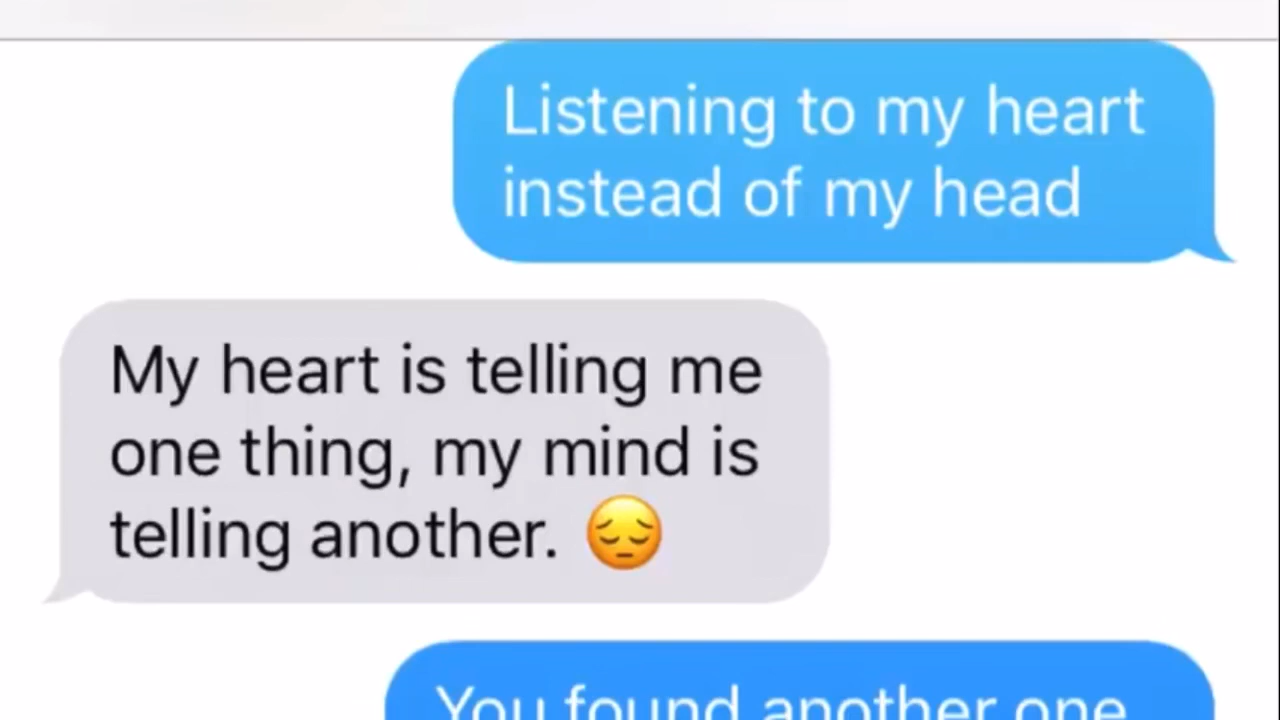 Listening to my heart
instead of my head
My heart is telling me
one thing, my mind is
telling another. 😔
You found another one